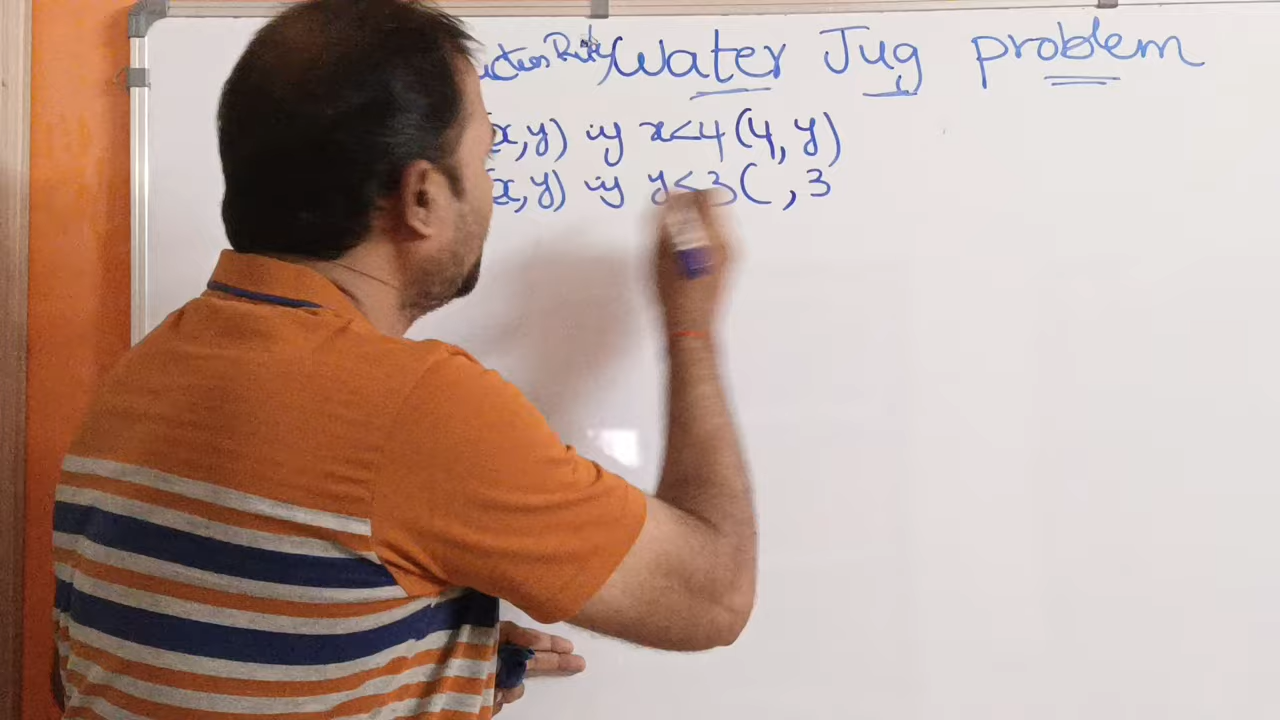 Water Jug problem
(x,y) if x<4 (4, y)
(x,y) if y<3 ( , 3